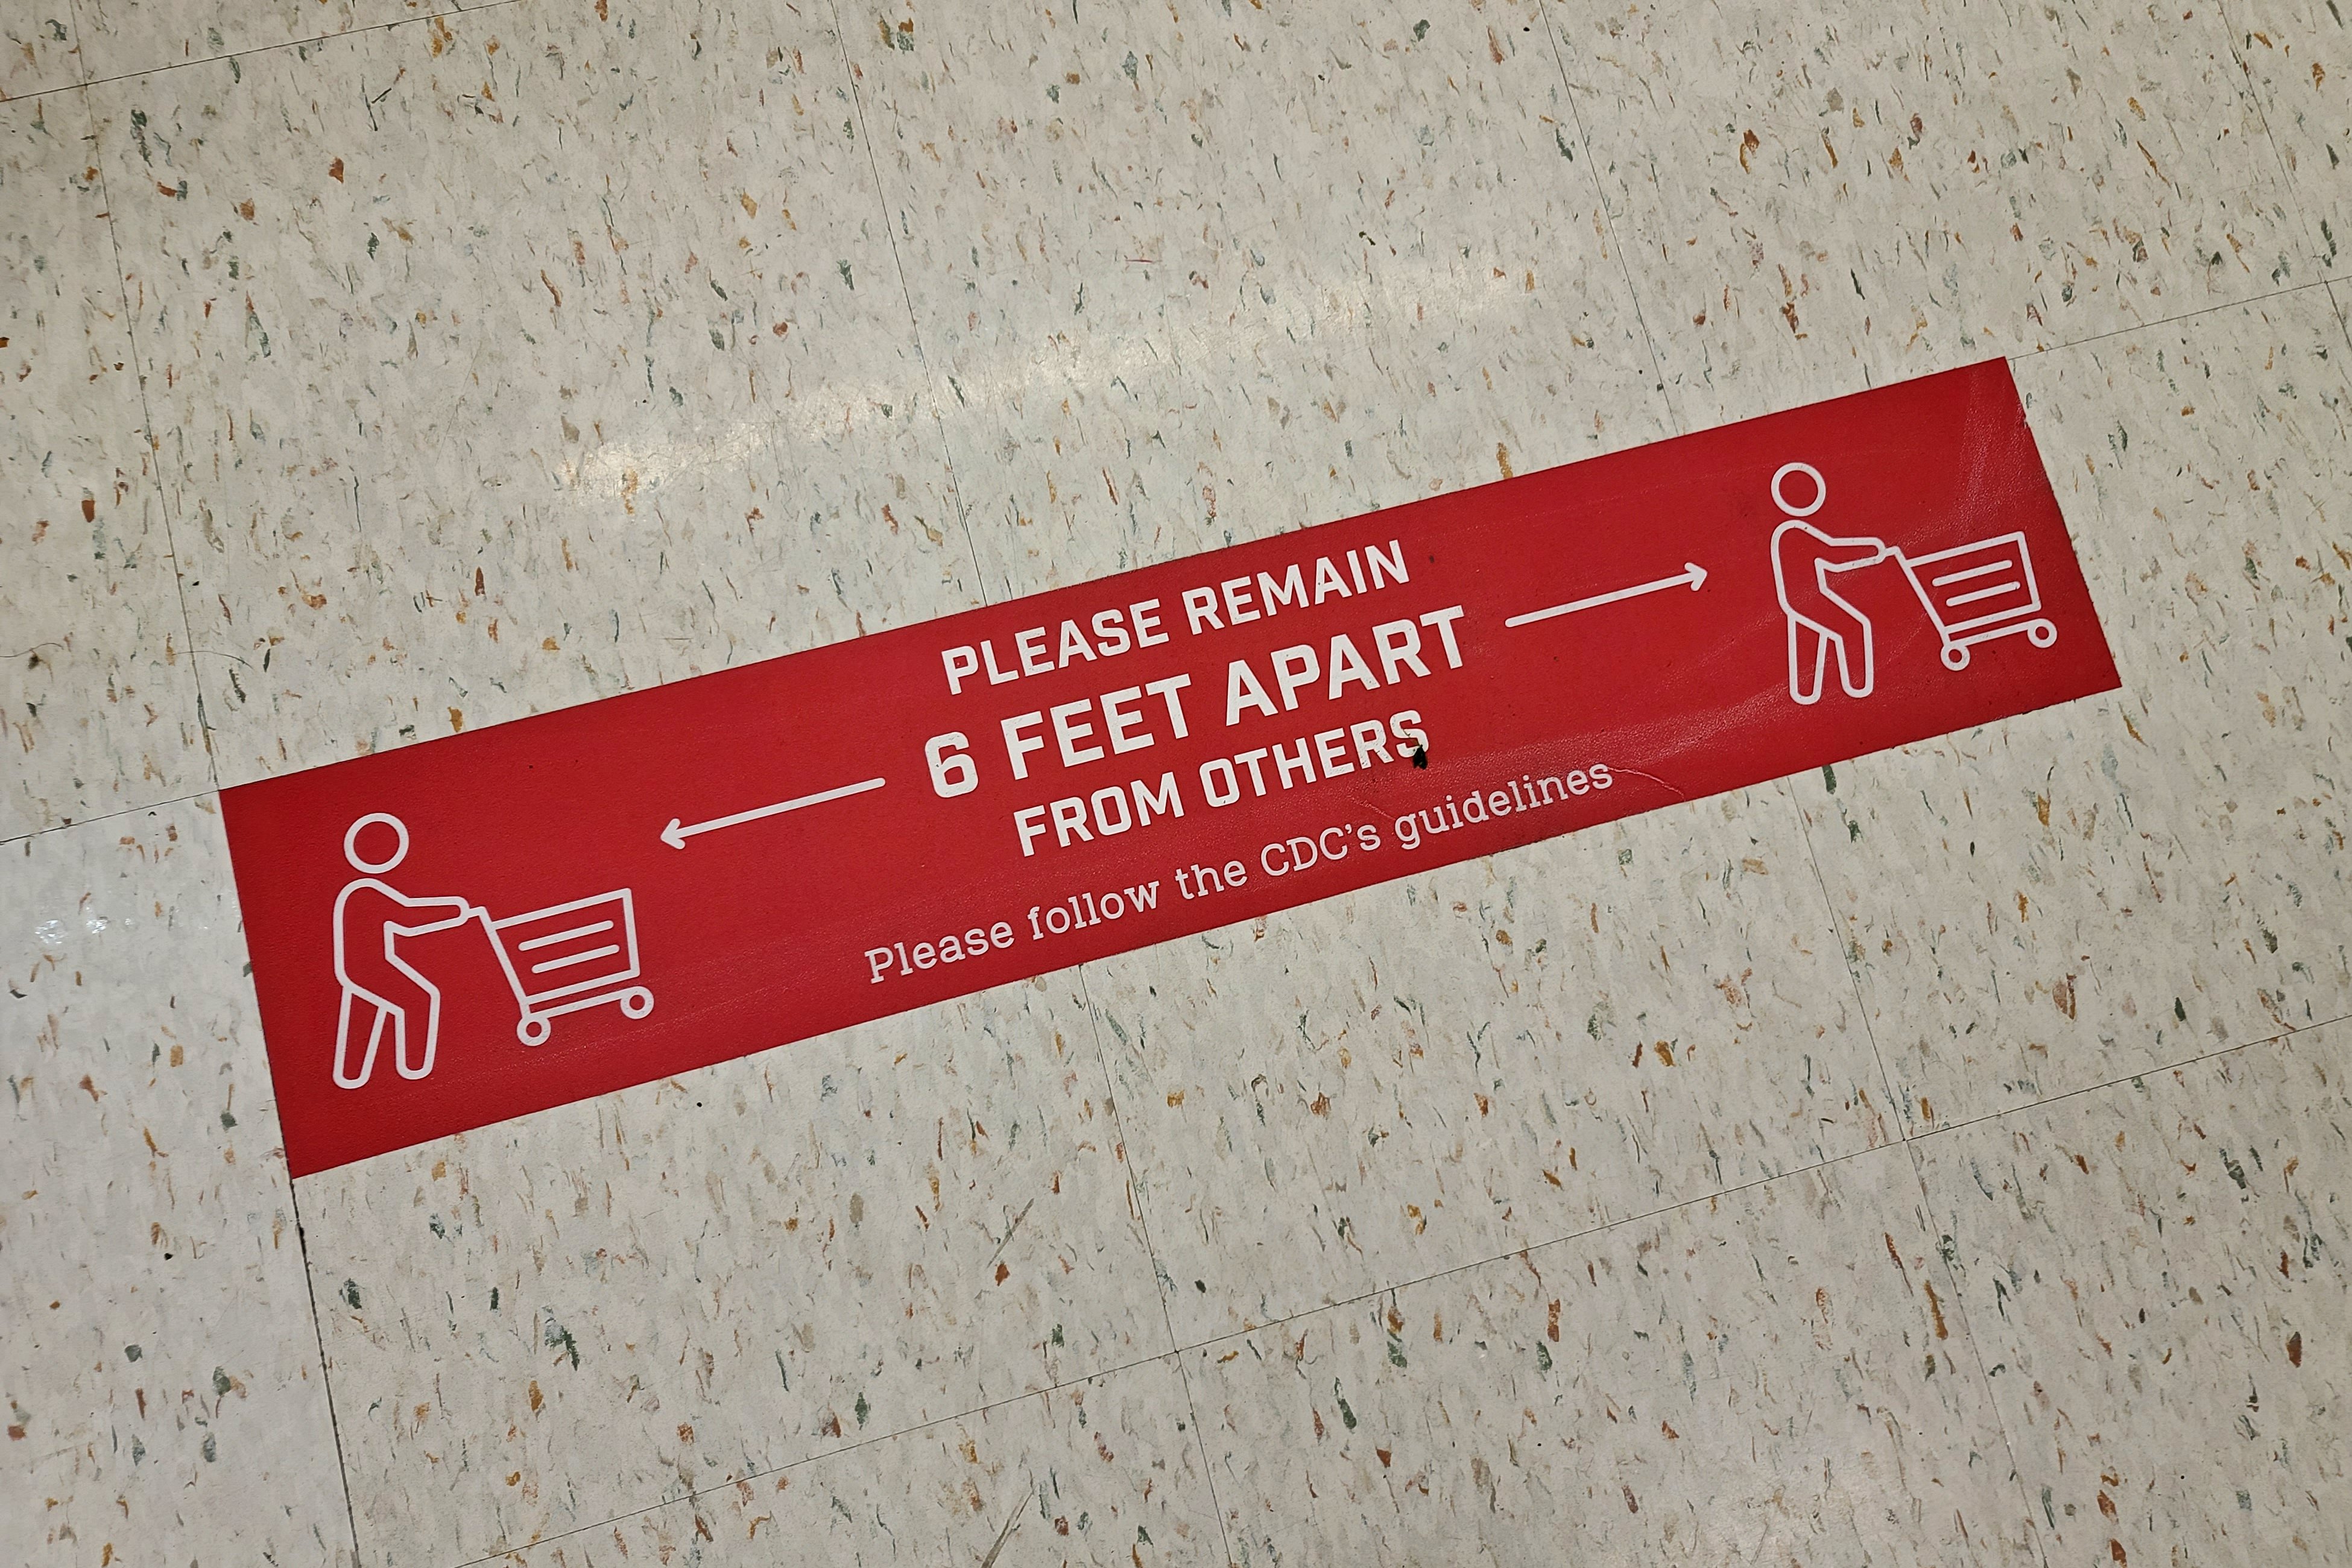 PLEASE REMAIN
6 FEET APART
FROM OTHERS
Please follow the CDC's guidelines